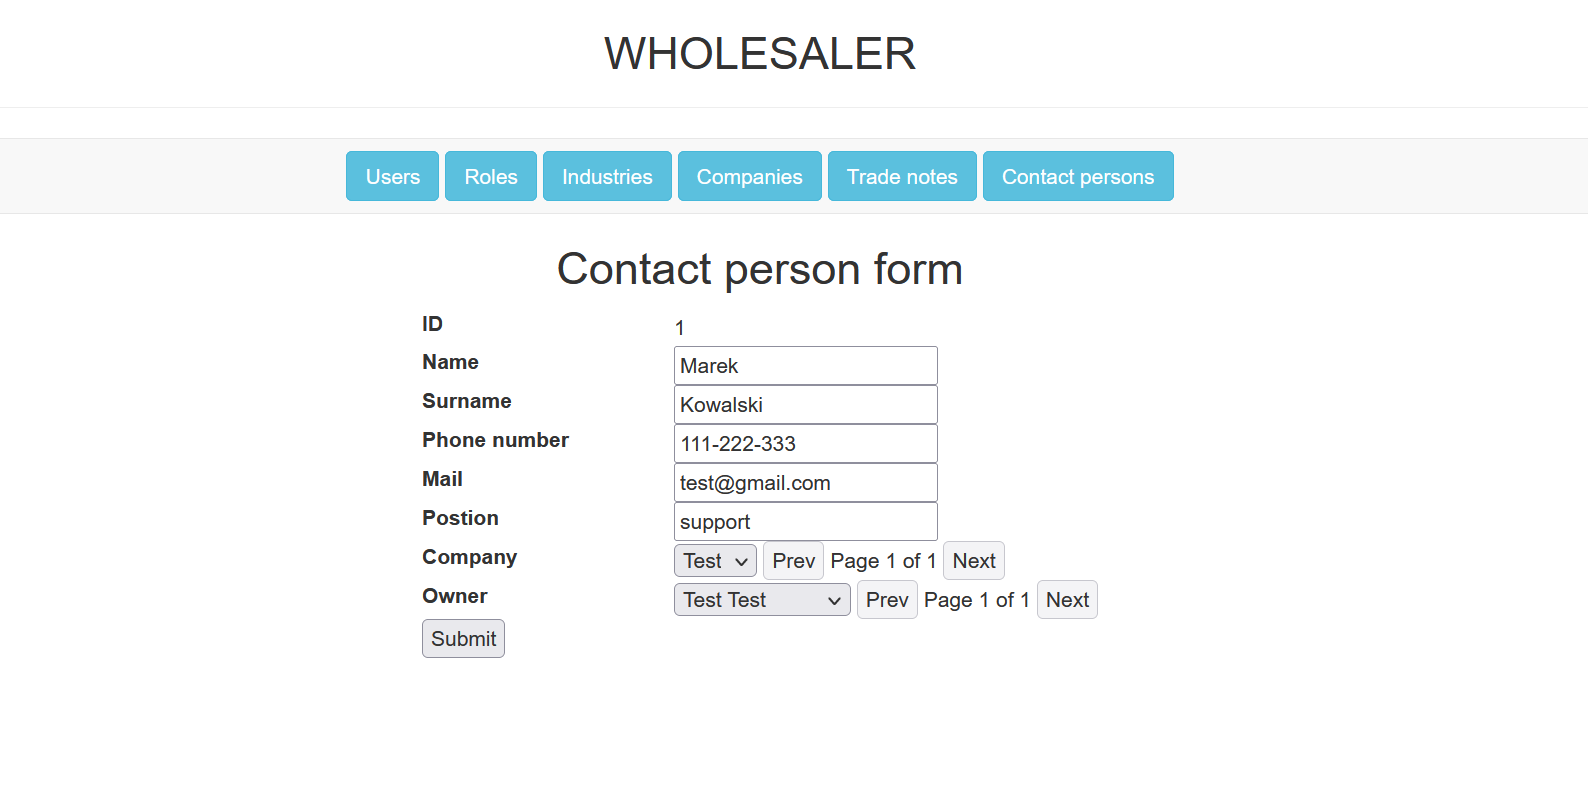 WHOLESALER
Users Roles Industries Companies Trade notes Contact persons
Contact person form
ID 1
Name Marek
Surname Kowalski
Phone number 111-222-333
Mail test@gmail.com
Postion support
Company Test Prev Page 1 of 1 Next
Owner Test Test Prev Page 1 of 1 Next
Submit